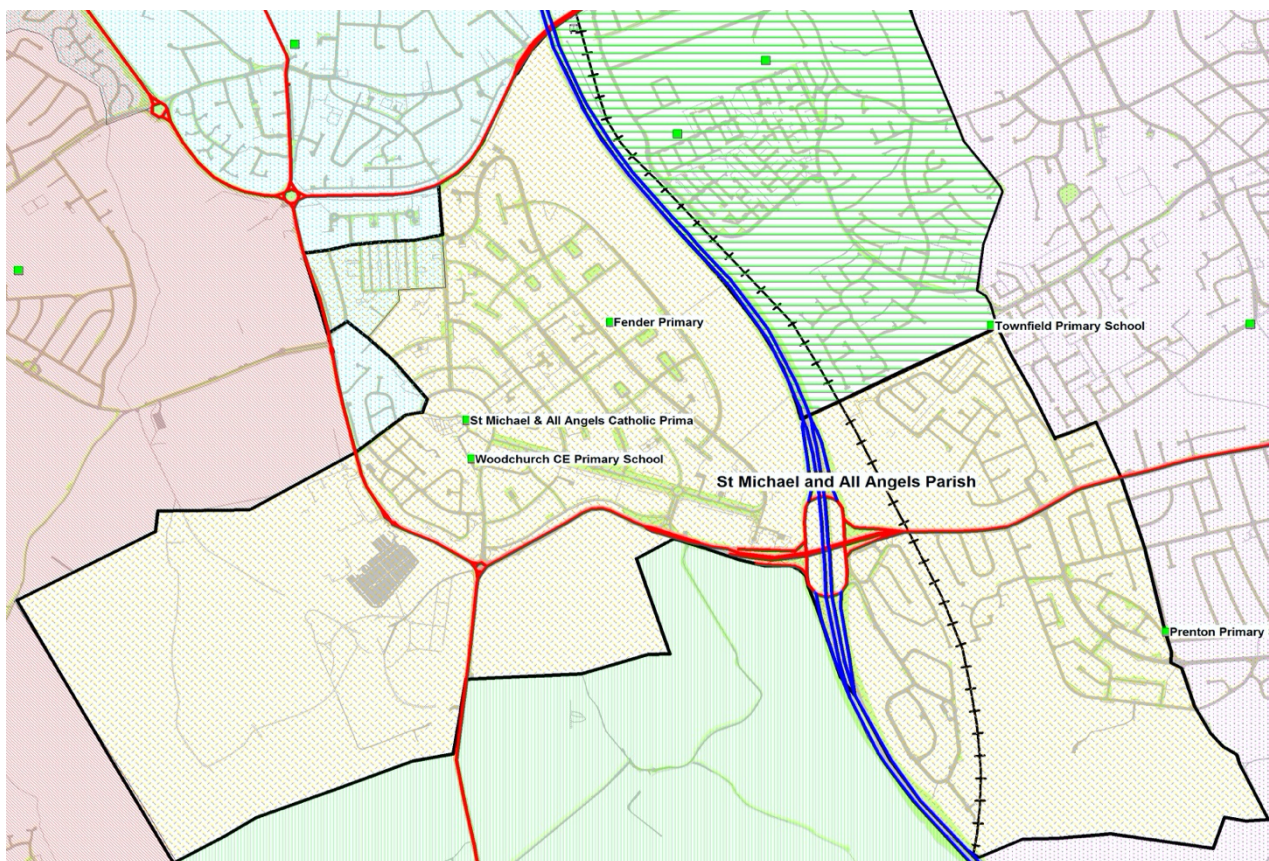 Fender Primary
Townfield Primary School
St Michael & All Angels Catholic Prima
Woodchurch CE Primary School
St Michael and All Angels Parish
Prenton Primary